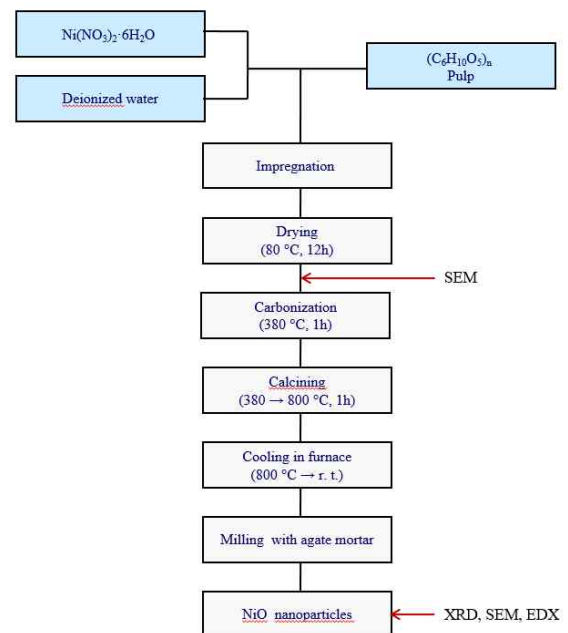 Ni(NO₃)₂·6H₂O
Deionized water
(C₆H₁₀O₅)ₙ
Pulp
Impregnation
Drying
(80 °C, 12h)
SEM
Carbonization
(380 °C, 1h)
Calcining
(380 → 800 °C, 1h)
Cooling in furnace
(800 °C → r. t.)
Milling with agate mortar
NiO nanoparticles
XRD, SEM, EDX